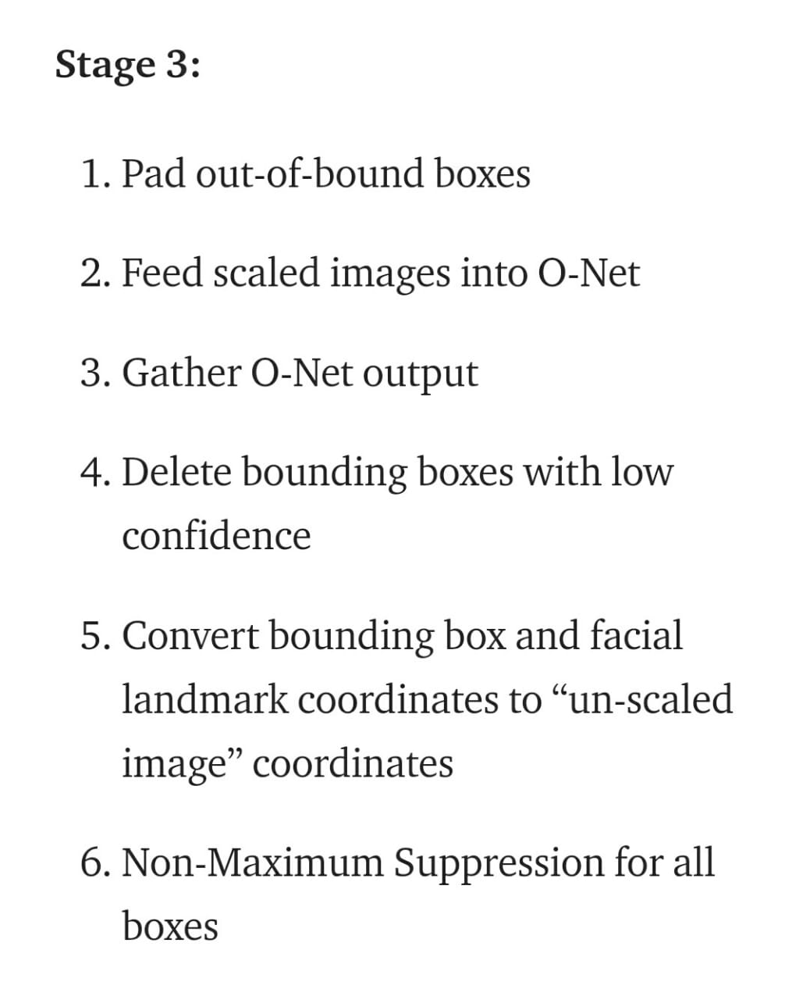 Stage 3:
1. Pad out-of-bound boxes
2. Feed scaled images into O-Net
3. Gather O-Net output
4. Delete bounding boxes with low
confidence
5. Convert bounding box and facial
landmark coordinates to “un-scaled
image” coordinates
6. Non-Maximum Suppression for all
boxes